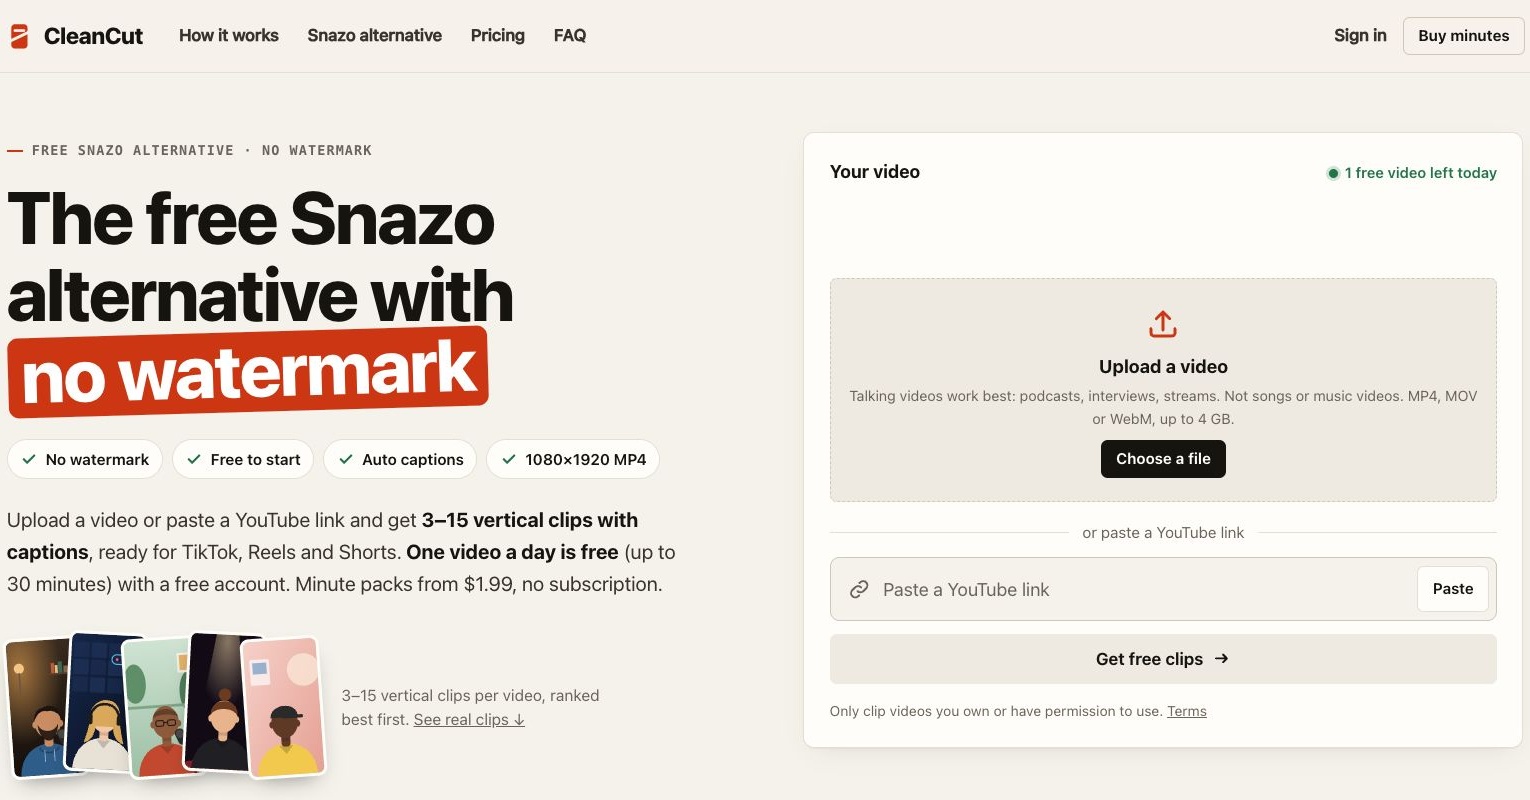 CleanCut
How it works
Snazo alternative
Pricing
FAQ
Sign in
Buy minutes
FREE SNAZO ALTERNATIVE · NO WATERMARK
The free Snazo
alternative with
no watermark
No watermark
Free to start
Auto captions
1080×1920 MP4
Upload a video or paste a YouTube link and get 3–15 vertical clips with
captions, ready for TikTok, Reels and Shorts. One video a day is free (up to
30 minutes) with a free account. Minute packs from $1.99, no subscription.
3–15 vertical clips per video, ranked
best first. See real clips ↓
Your video
1 free video left today
Upload a video
Talking videos work best: podcasts, interviews, streams. Not songs or music videos. MP4, MOV
or WebM, up to 4 GB.
Choose a file
or paste a YouTube link
Paste a YouTube link
Paste
Get free clips →
Only clip videos you own or have permission to use. Terms